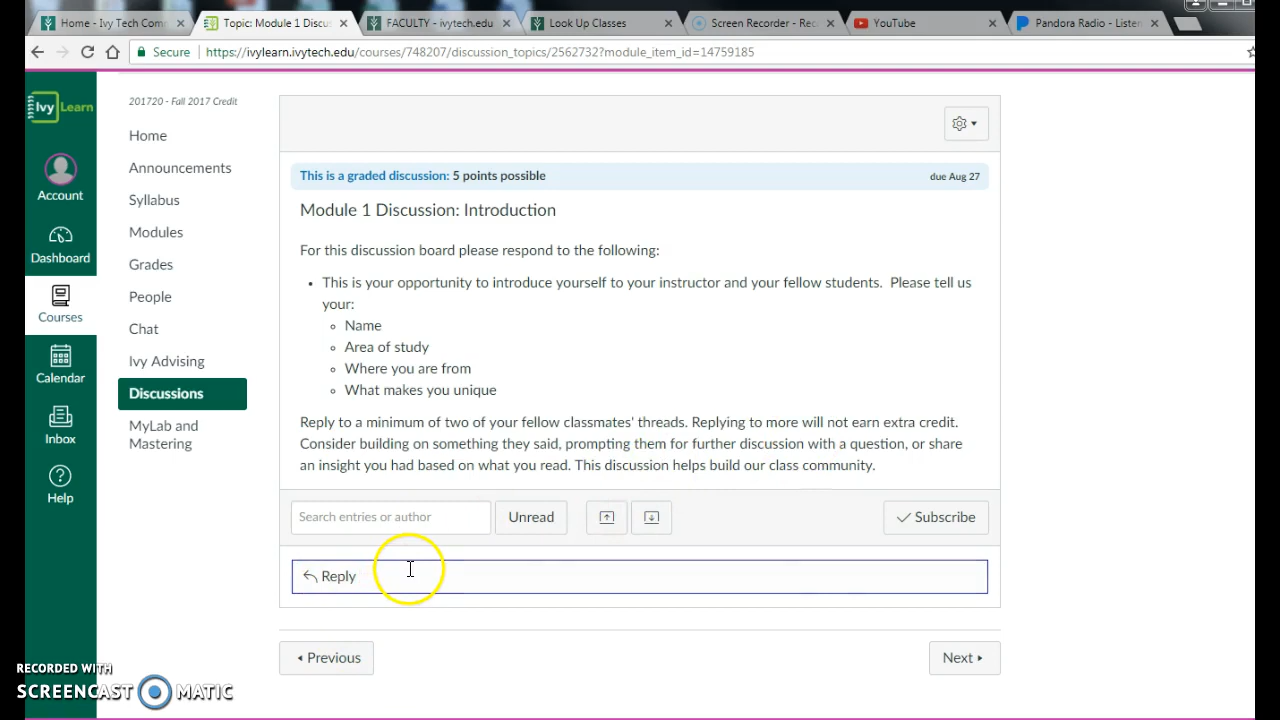 Home - Ivy Tech Com
Topic: Module 1 Discu
FACULTY - ivytech.edu
Look Up Classes
Screen Recorder - Rec
YouTube
Pandora Radio - Listen
Secure
https://ivylearn.ivytech.edu/courses/748207/discussion_topics/2562732?module_item_id=14759185
Ivy Learn
Account
Dashboard
Courses
Calendar
Inbox
Help
201720 - Fall 2017 Credit
Home
Announcements
Syllabus
Modules
Grades
People
Chat
Ivy Advising
Discussions
MyLab and
Mastering
This is a graded discussion: 5 points possible
due Aug 27
Module 1 Discussion: Introduction
For this discussion board please respond to the following:
• This is your opportunity to introduce yourself to your instructor and your fellow students. Please tell us
your:
◦ Name
◦ Area of study
◦ Where you are from
◦ What makes you unique
Reply to a minimum of two of your fellow classmates' threads. Replying to more will not earn extra credit.
Consider building on something they said, prompting them for further discussion with a question, or share
an insight you had based on what you read. This discussion helps build our class community.
Search entries or author
Unread
Subscribe
Reply
Previous
Next
RECORDED WITH
SCREENCAST MATIC